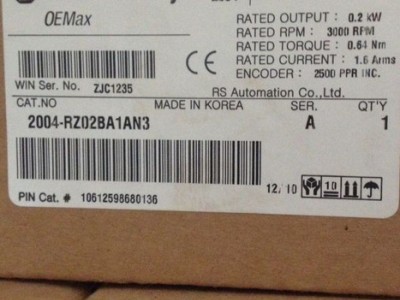 OEMax
RATED OUTPUT : 0.2 kW
RATED RPM : 3000 RPM
RATED TORQUE : 0.64 Nm
RATED CURRENT : 1.6 Arms
ENCODER : 2500 PPR INC.
CE
WIN Ser. No. ZJC1235
RS Automation Co.,Ltd.
CAT.NO MADE IN KOREA SER. QT'Y
2004-RZ02BA1AN3 A 1
12/10
10
PIN Cat. # 10612598680136